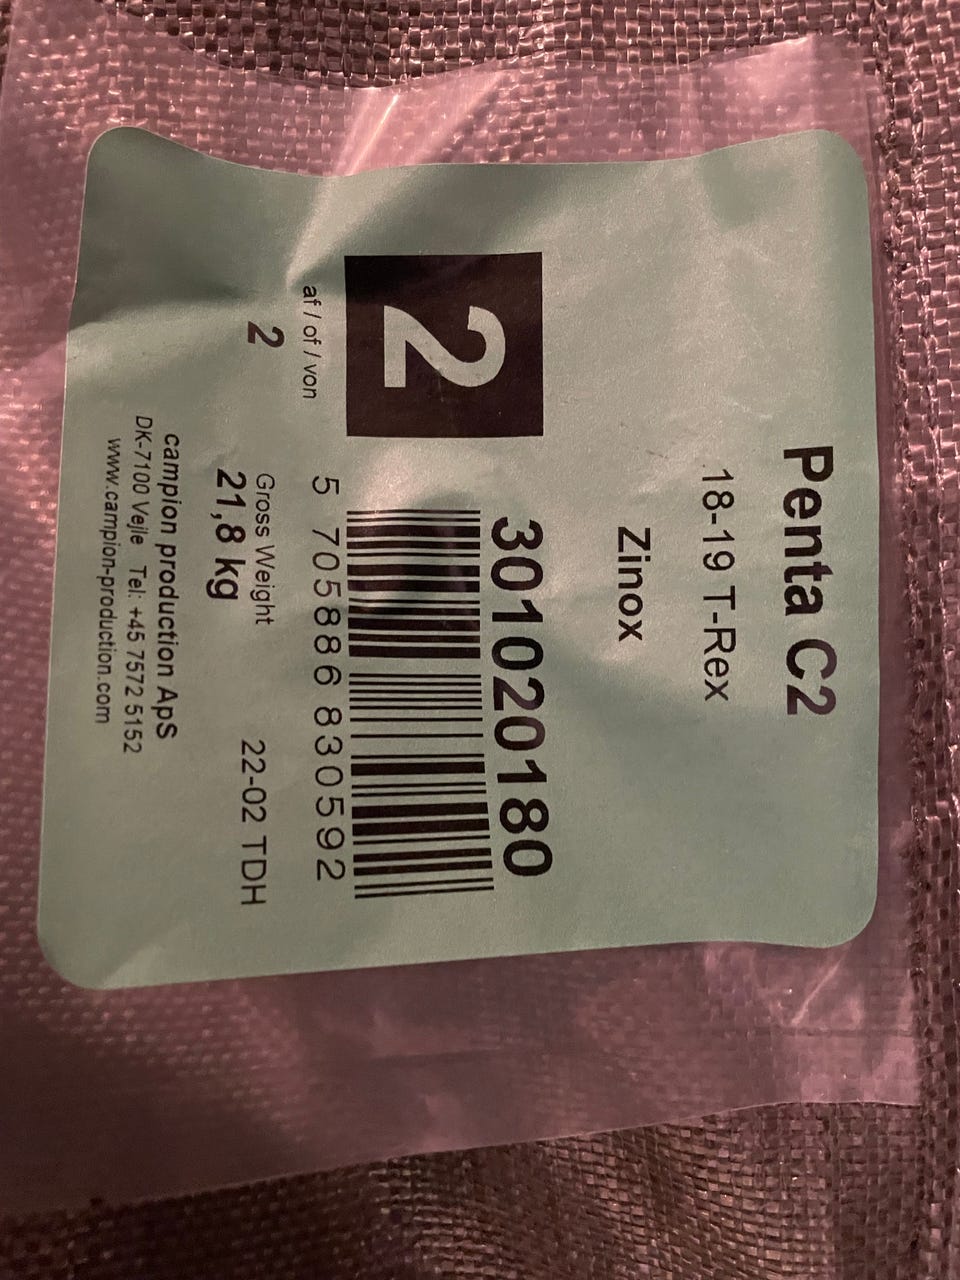 Penta C2
18-19 T-Rex
Zinox
2
301020180
af / of / von
5 705886 830592
2
Gross Weight
21,8 kg
22-02 TDH
campion production ApS
DK-7100 Vejle Tel: +45 7572 5152
www.campion-production.com